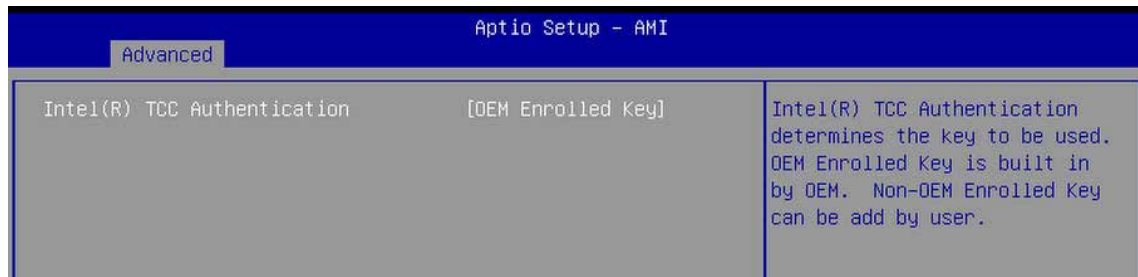 Aptio Setup - AMI
Advanced
Intel(R) TCC Authentication [OEM Enrolled Key]
Intel(R) TCC Authentication
determines the key to be used.
OEM Enrolled Key is built in
by OEM.  Non-OEM Enrolled Key
can be add by user.